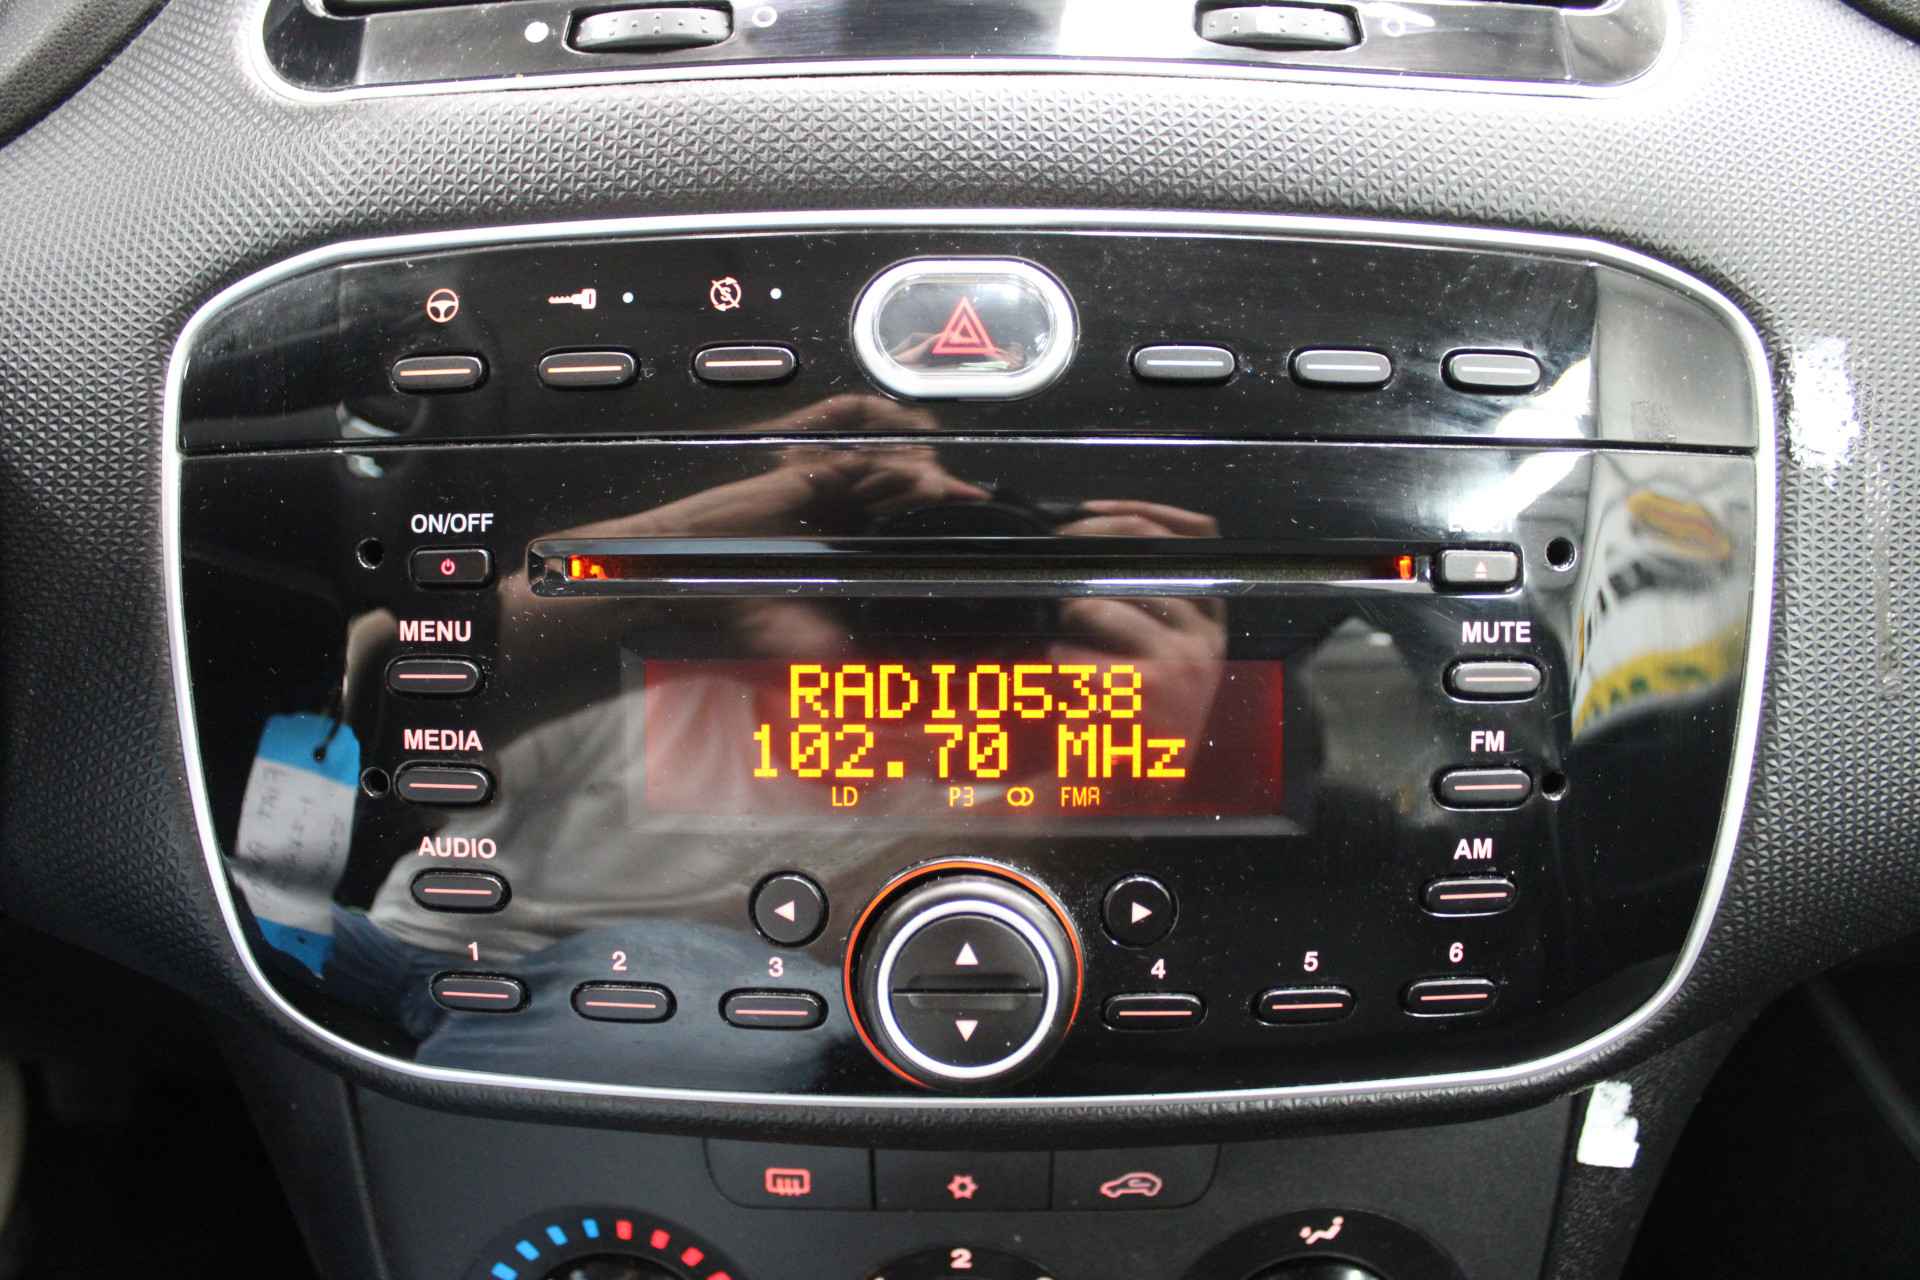 ON/OFF
MENU
MUTE
RADIO538
102.70 MHz
LD P3 FMA
MEDIA
FM
AUDIO
AM
1 2 3 4 5 6
2